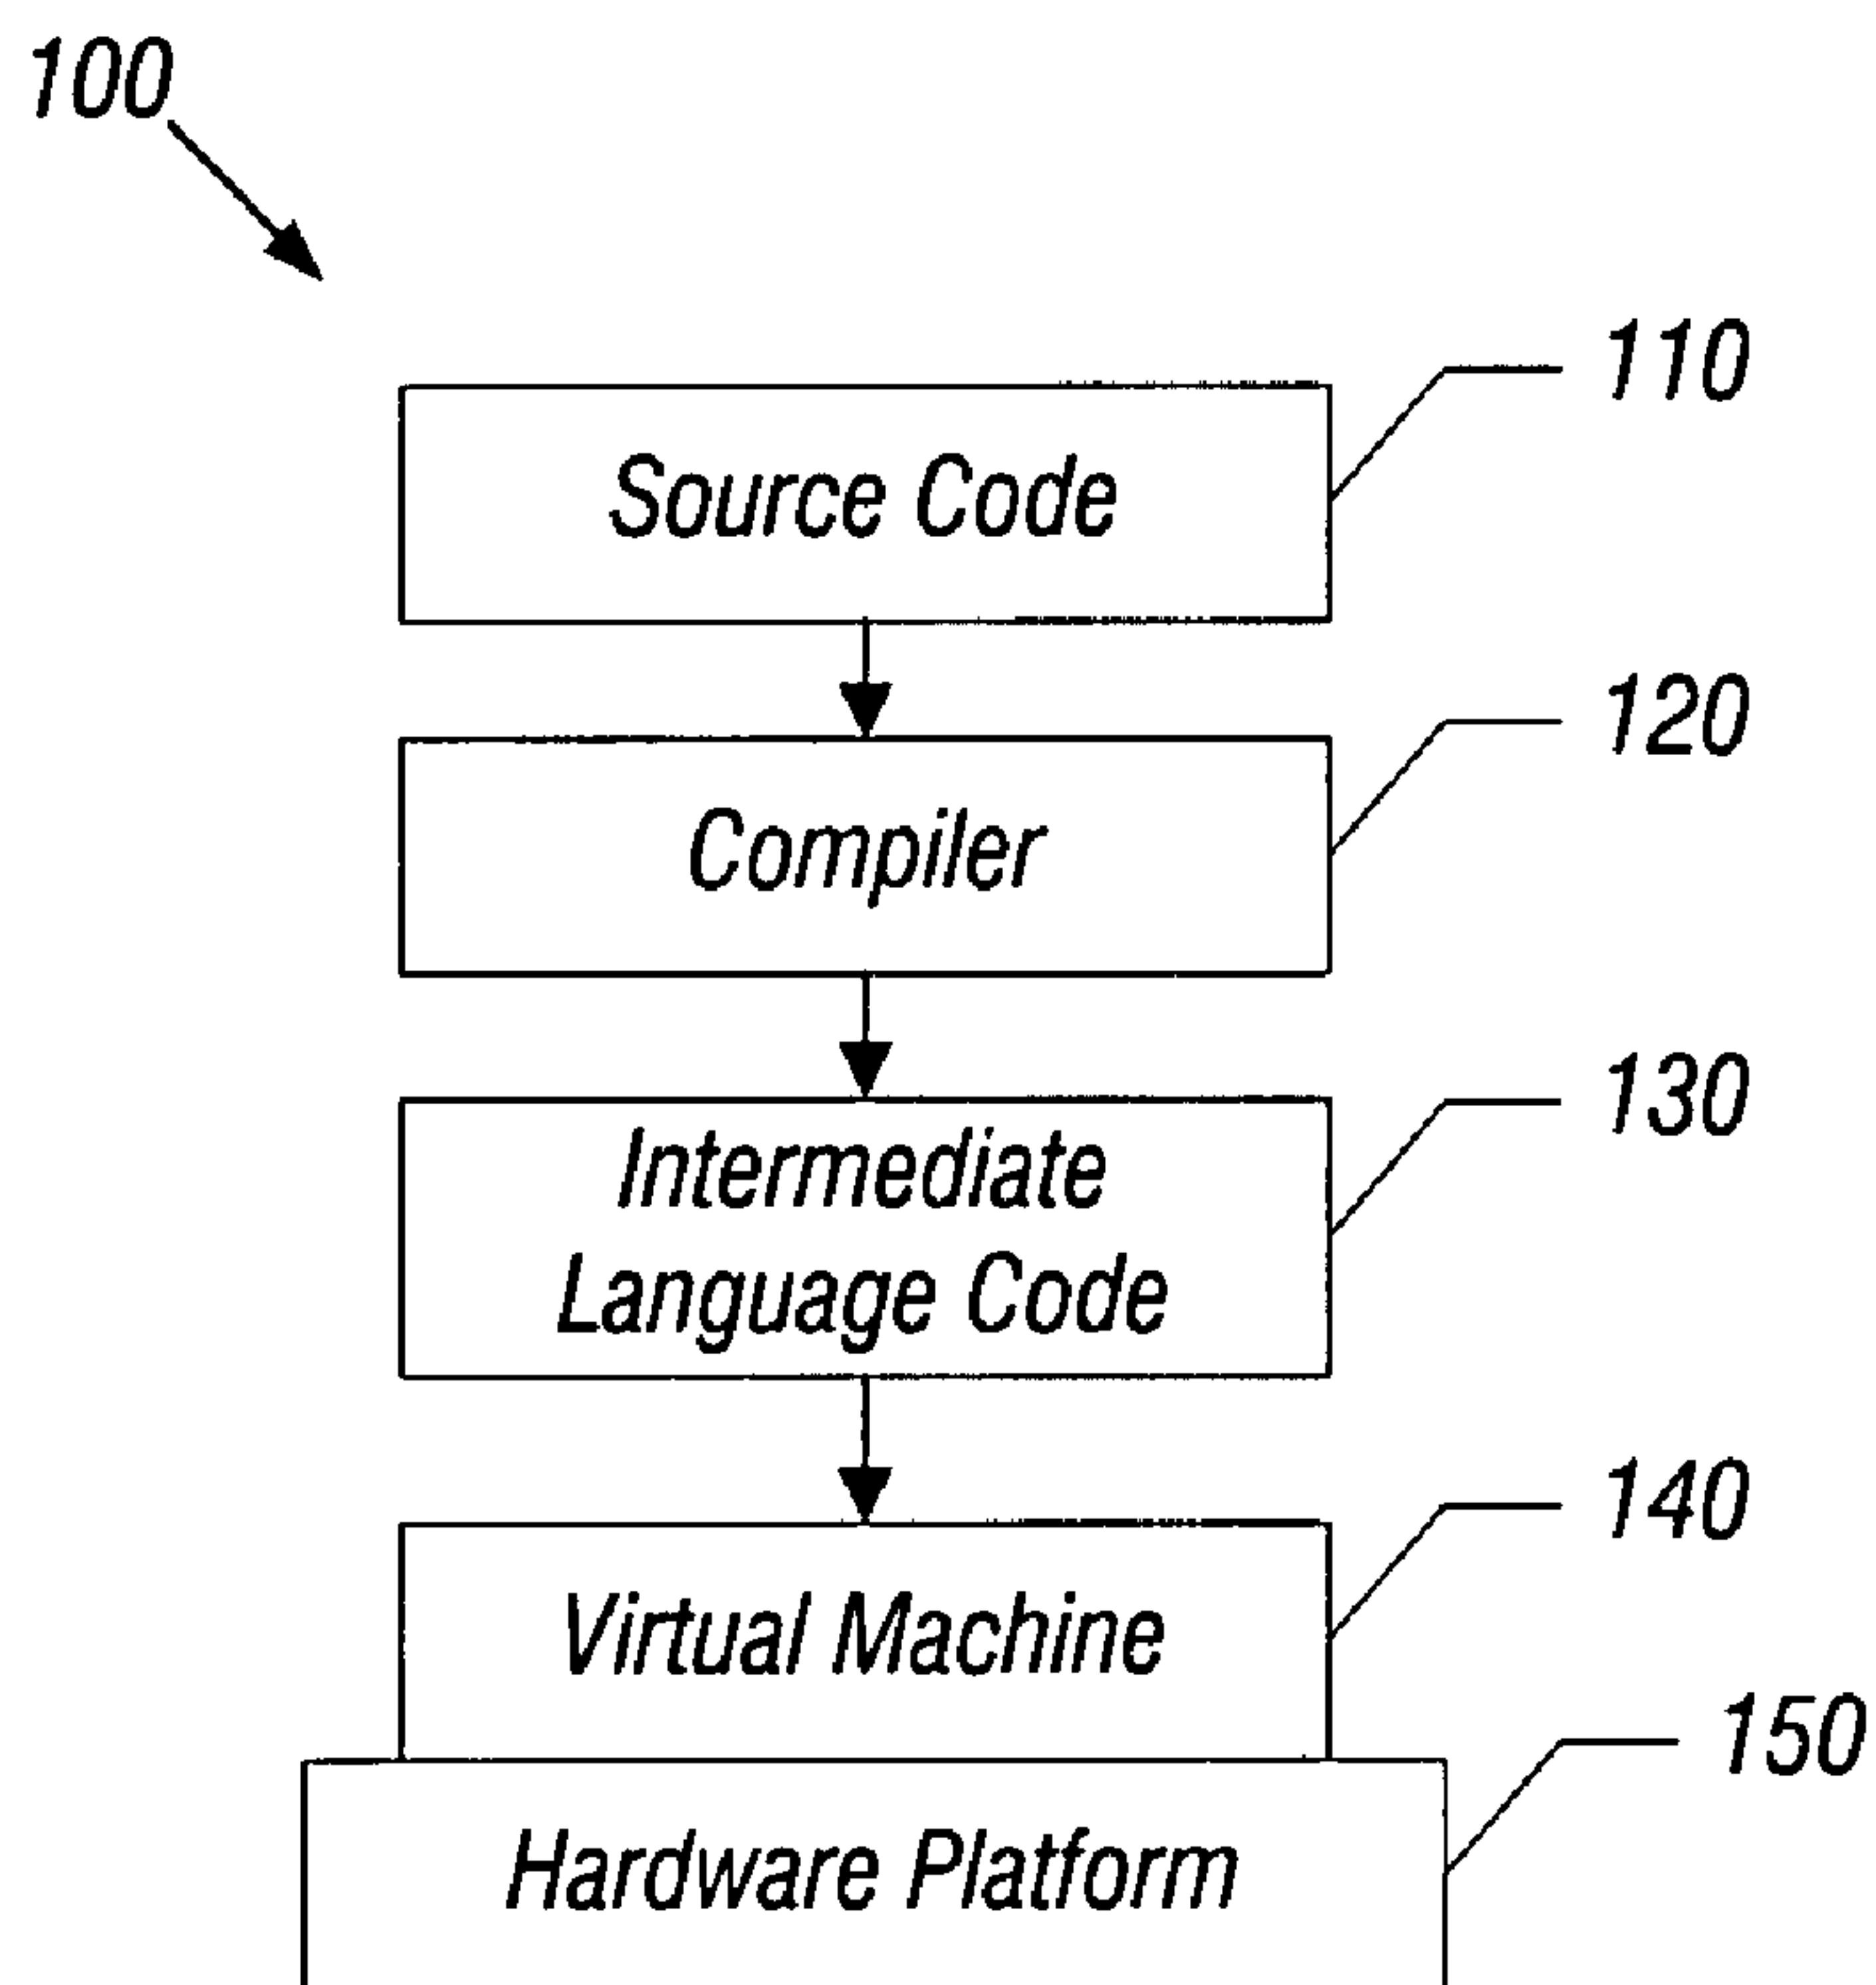 100
110
Source Code
120
Compiler
130
Intermediate
Language Code
140
Virtual Machine
150
Hardware Platform